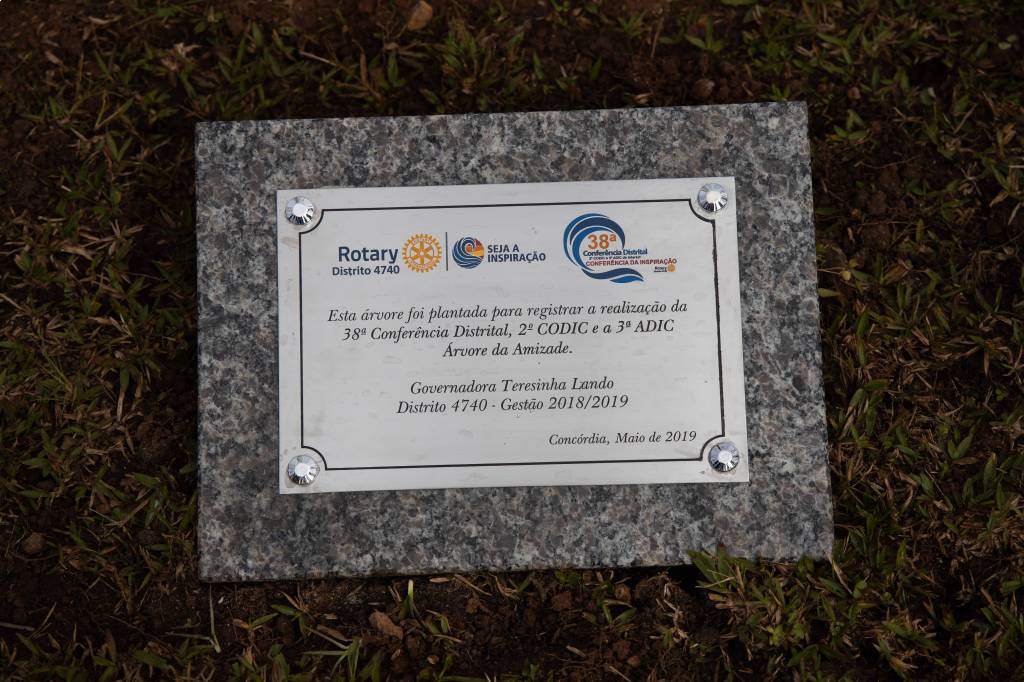 Rotary
Distrito 4740
SEJA A
INSPIRAÇÃO
38ª
Conferência Distrital
CONFERÊNCIA DA INSPIRAÇÃO
Rotary
Esta árvore foi plantada para registrar a realização da
38ª Conferência Distrital, 2º CODIC e a 3ª ADIC
Árvore da Amizade.
Governadora Teresinha Lando
Distrito 4740 - Gestão 2018/2019
Concórdia, Maio de 2019